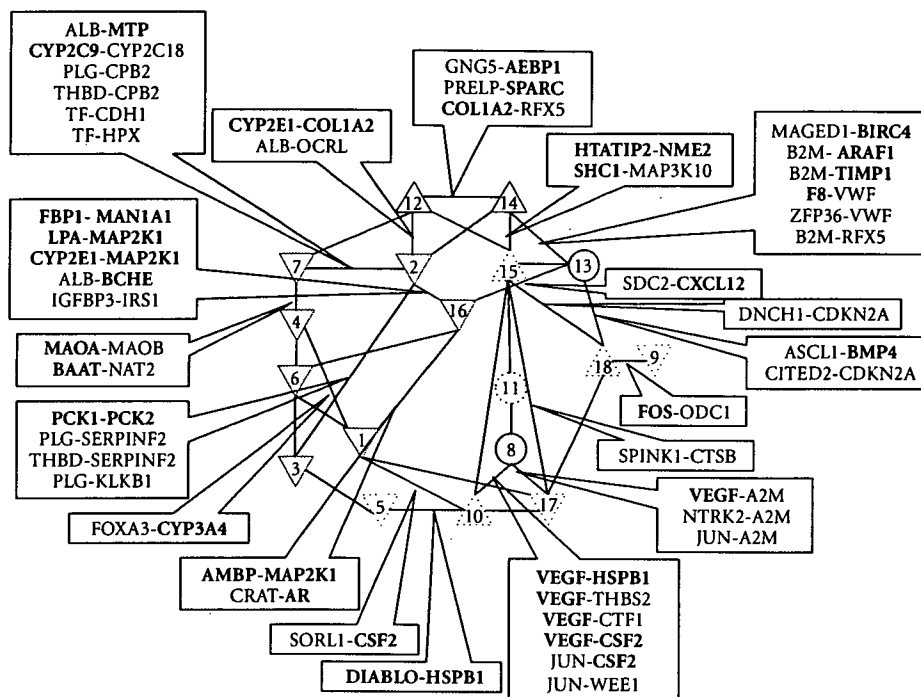 ALB-MTP
CYP2C9-CYP2C18
PLG-CPB2
THBD-CPB2
TF-CDH1
TF-HPX
CYP2E1-COL1A2
ALB-OCRL
GNG5-AEBP1
PRELP-SPARC
COL1A2-RFX5
HTATIP2-NME2
SHC1-MAP3K10
MAGED1-BIRC4
B2M- ARAF1
B2M-TIMP1
F8-VWF
ZFP36-VWF
B2M-RFX5
FBP1- MAN1A1
LPA-MAP2K1
CYP2E1-MAP2K1
ALB-BCHE
IGFBP3-IRS1
12
14
7
2
15
13
SDC2-CXCL12
DNCH1-CDKN2A
16
4
MAOA-MAOB
BAAT-NAT2
ASCL1-BMP4
CITED2-CDKN2A
18
9
6
11
FOS-ODC1
PCK1-PCK2
PLG-SERPINF2
THBD-SERPINF2
PLG-KLKB1
1
8
3
SPINK1-CTSB
5
10
17
FOXA3-CYP3A4
VEGF-A2M
NTRK2-A2M
JUN-A2M
AMBP-MAP2K1
CRAT-AR
SORL1-CSF2
DIABLO-HSPB1
VEGF-HSPB1
VEGF-THBS2
VEGF-CTF1
VEGF-CSF2
JUN-CSF2
JUN-WEE1